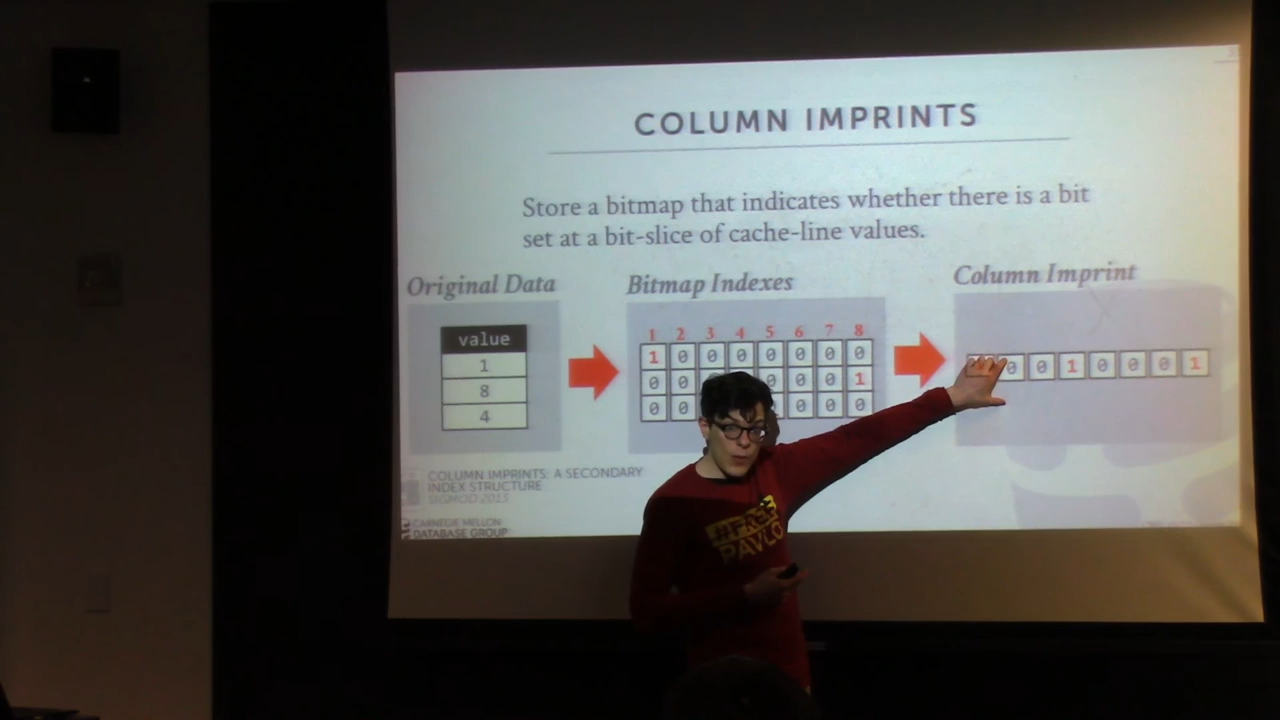 COLUMN IMPRINTS
Store a bitmap that indicates whether there is a bit
set at a bit-slice of cache-line values.
Original Data
Bitmap Indexes
Column Imprint
value
1
8
4
1 2 3 4 5 6 7 8
1 0 0 0 0 0 0 0
0 0 0 0 0 1
0 0 0 0 0
0 0 1 0 0 0 1
COLUMN IMPRINTS: A SECONDARY
INDEX STRUCTURE
SIGMOD 2013
CARNEGIE MELLON
DATABASE GROUP
#FREE
PAVLO